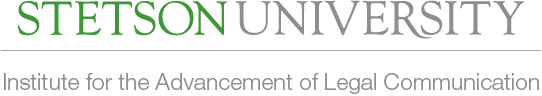 STETSON UNIVERSITY
Institute for the Advancement of Legal Communication